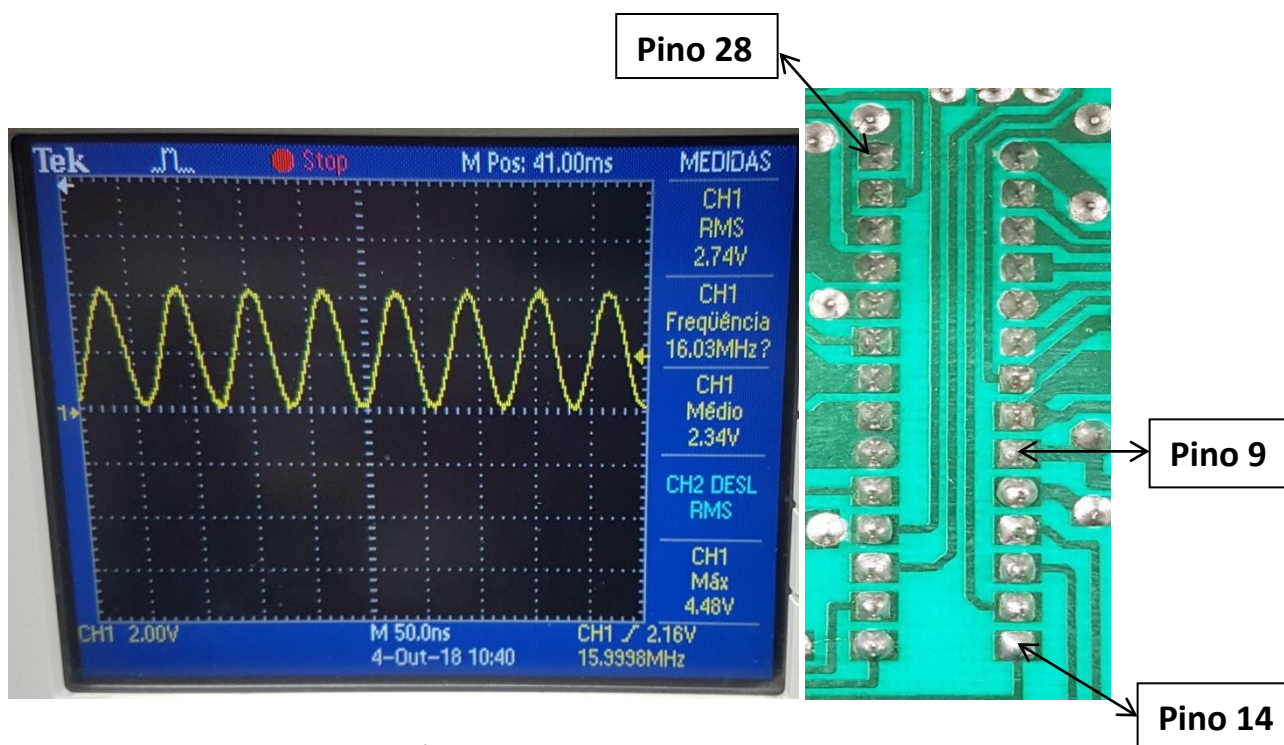 Pino 28
Tek
Stop
M Pos: 41.00ms
MEDIDAS
CH1
RMS
2.74V
CH1
Freqüência
16.03MHz?
CH1
Médio
2.34V
CH2 DESL
RMS
CH1
Máx
4.48V
1
CH1 2.00V
M 50.0ns
CH1 2.16V
4-Out-18 10:40
15.9998MHz
Pino 9
Pino 14